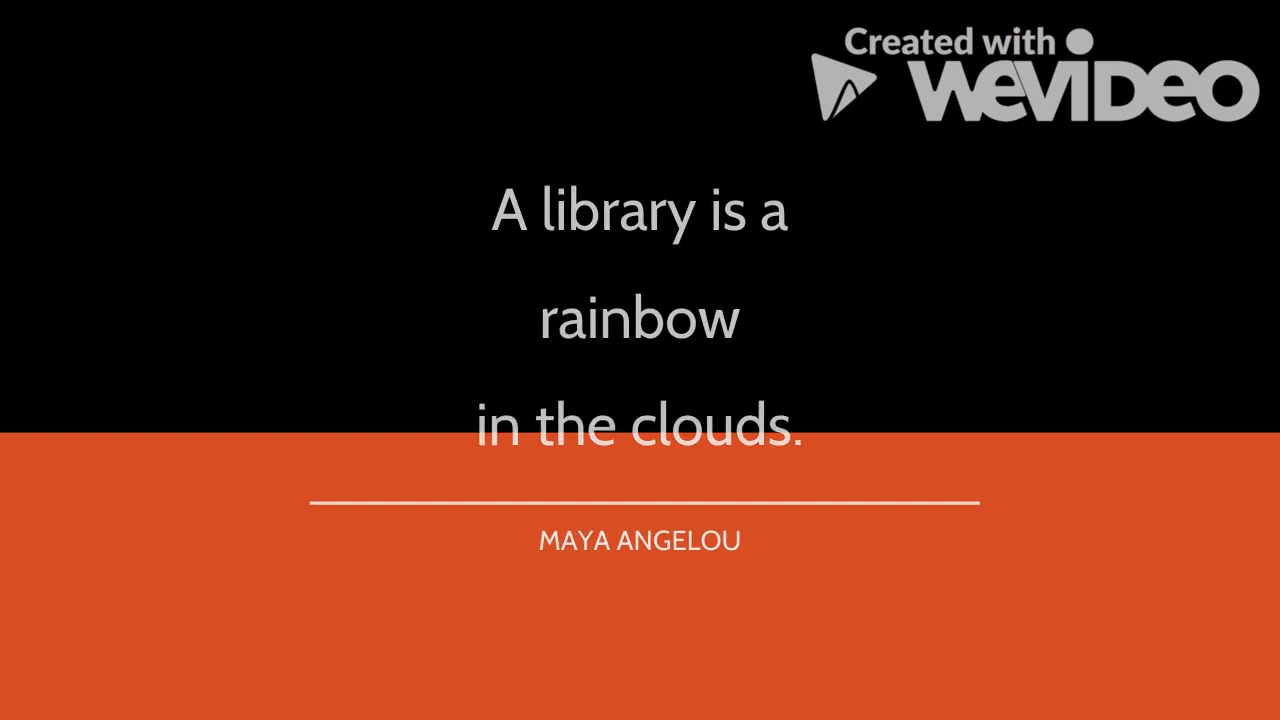 Created with
WeVideo
A library is a
rainbow
in the clouds.
MAYA ANGELOU